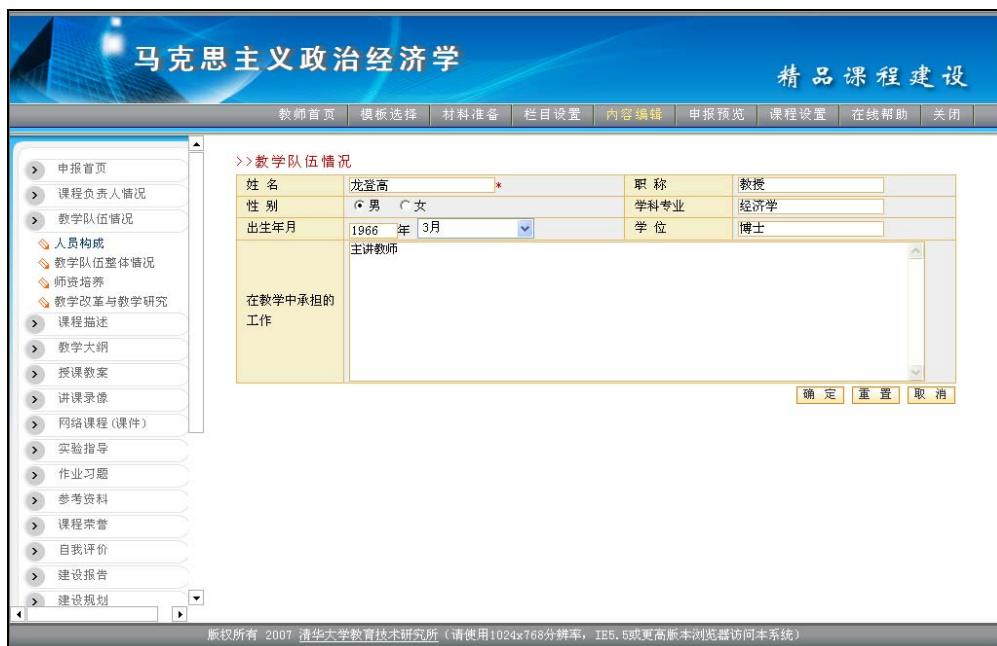 马克思主义政治经济学
精品课程建设
教师首页 模板选择 材料准备 栏目设置 内容编辑 申报预览 课程设置 在线帮助 关闭
申报首页
课程负责人情况
教学队伍情况
人员构成
教学队伍整体情况
师资培养
教学改革与教学研究
课程描述
教学大纲
授课教案
讲课录像
网络课程(课件)
实验指导
作业习题
参考资料
课程荣誉
自我评价
建设报告
建设规划
>>教学队伍情况
姓 名 龙登高 * 职 称 教授
性 别 男 女 学科专业 经济学
出生年月 1966 年 3月 学 位 博士
在教学中承担的
工作
主讲教师
确 定 重 置 取 消
版权所有 2007 清华大学教育技术研究所(请使用1024x768分辨率, IE5.5或更高版本浏览器访问本系统)